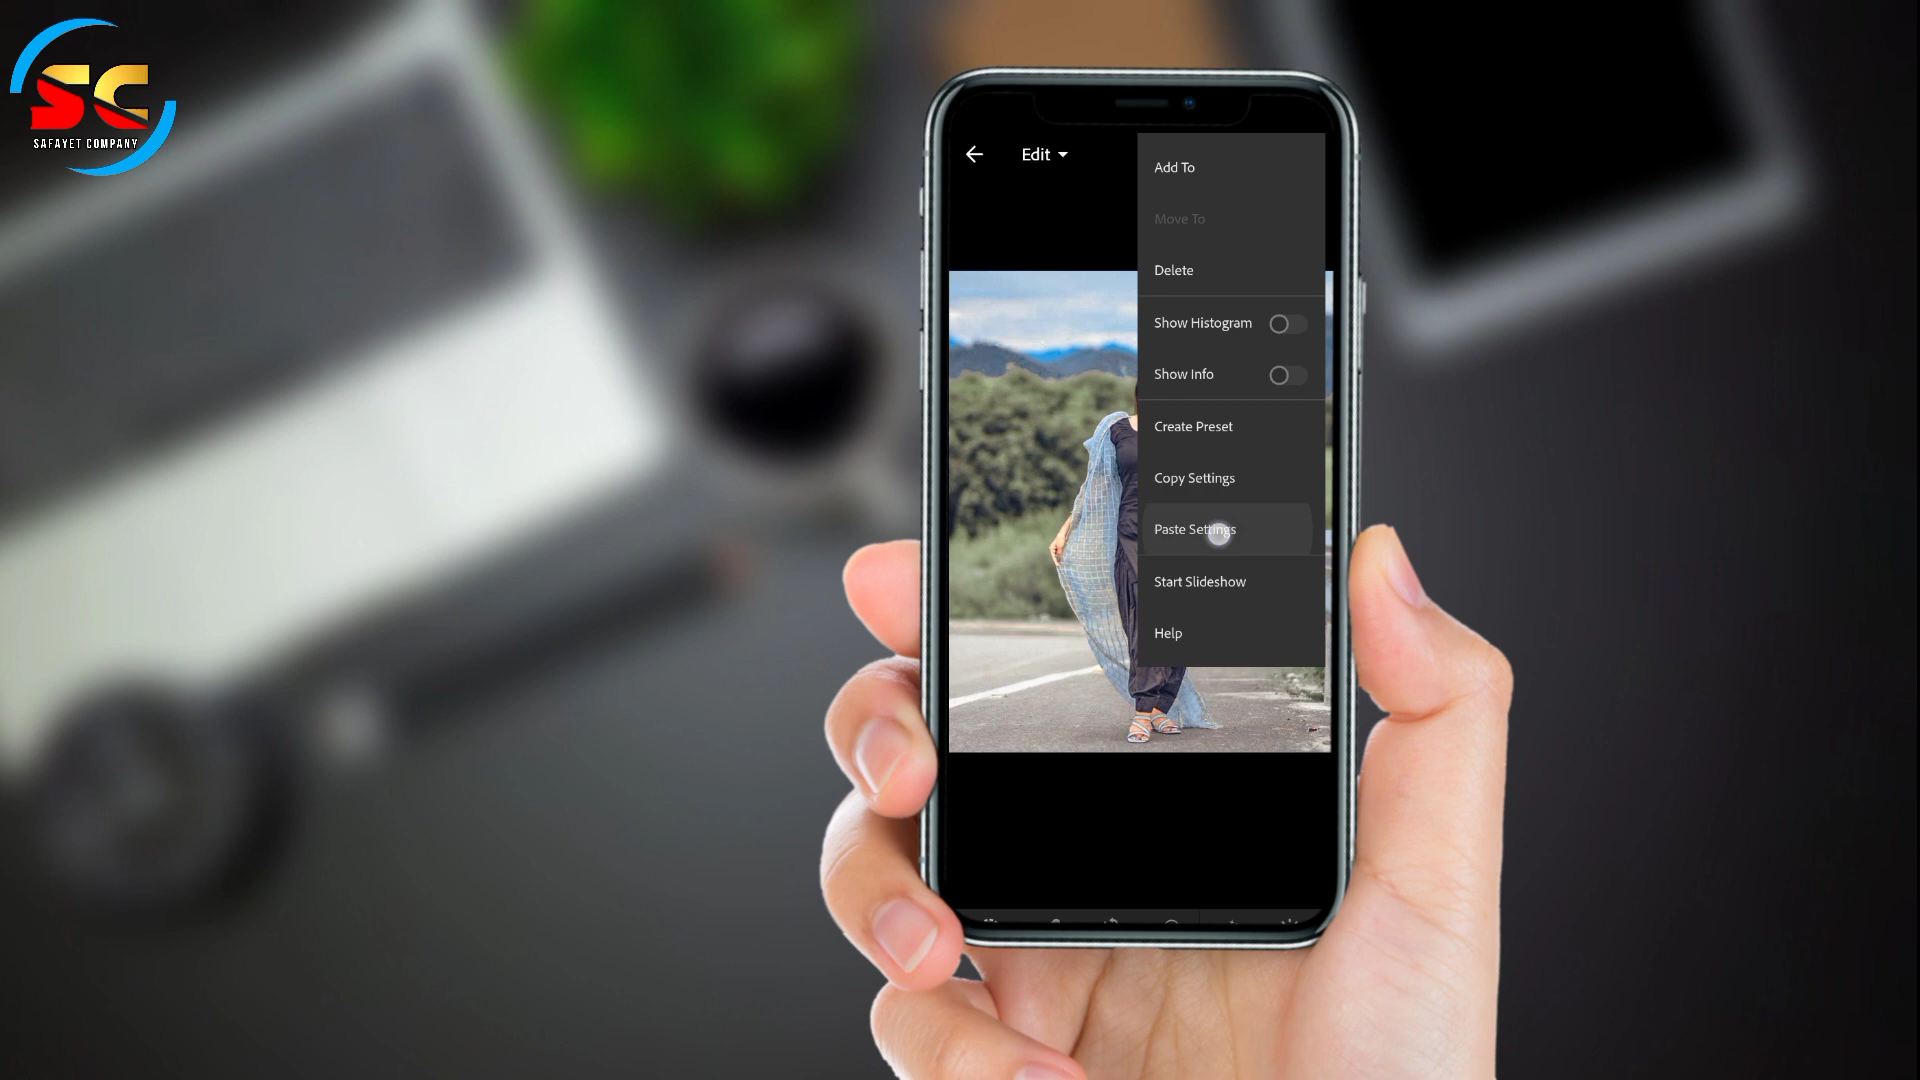 SC
SAFAYET COMPANY
Edit
Add To
Move To
Delete
Show Histogram
Show Info
Create Preset
Copy Settings
Paste Settings
Start Slideshow
Help